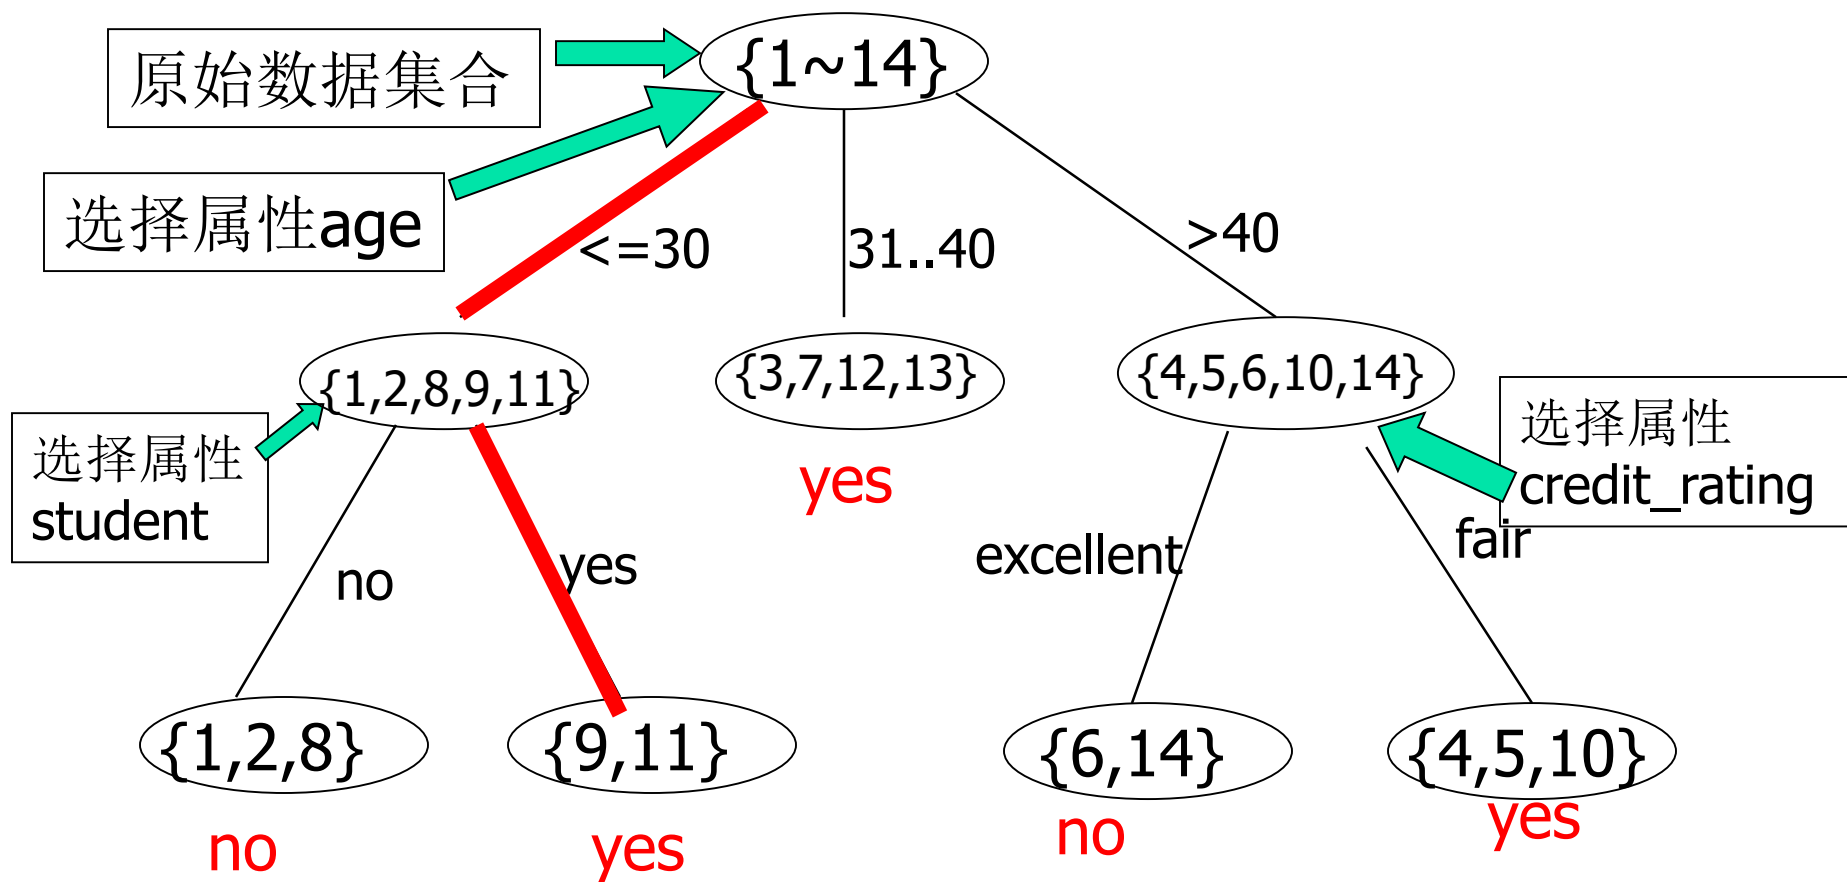 原始数据集合
{1~14}
选择属性age
<=30
31..40
>40
{1,2,8,9,11}
{3,7,12,13}
{4,5,6,10,14}
选择属性
student
选择属性
credit_rating
yes
no
yes
excellent
fair
{1,2,8}
{9,11}
{6,14}
{4,5,10}
no
yes
no
yes